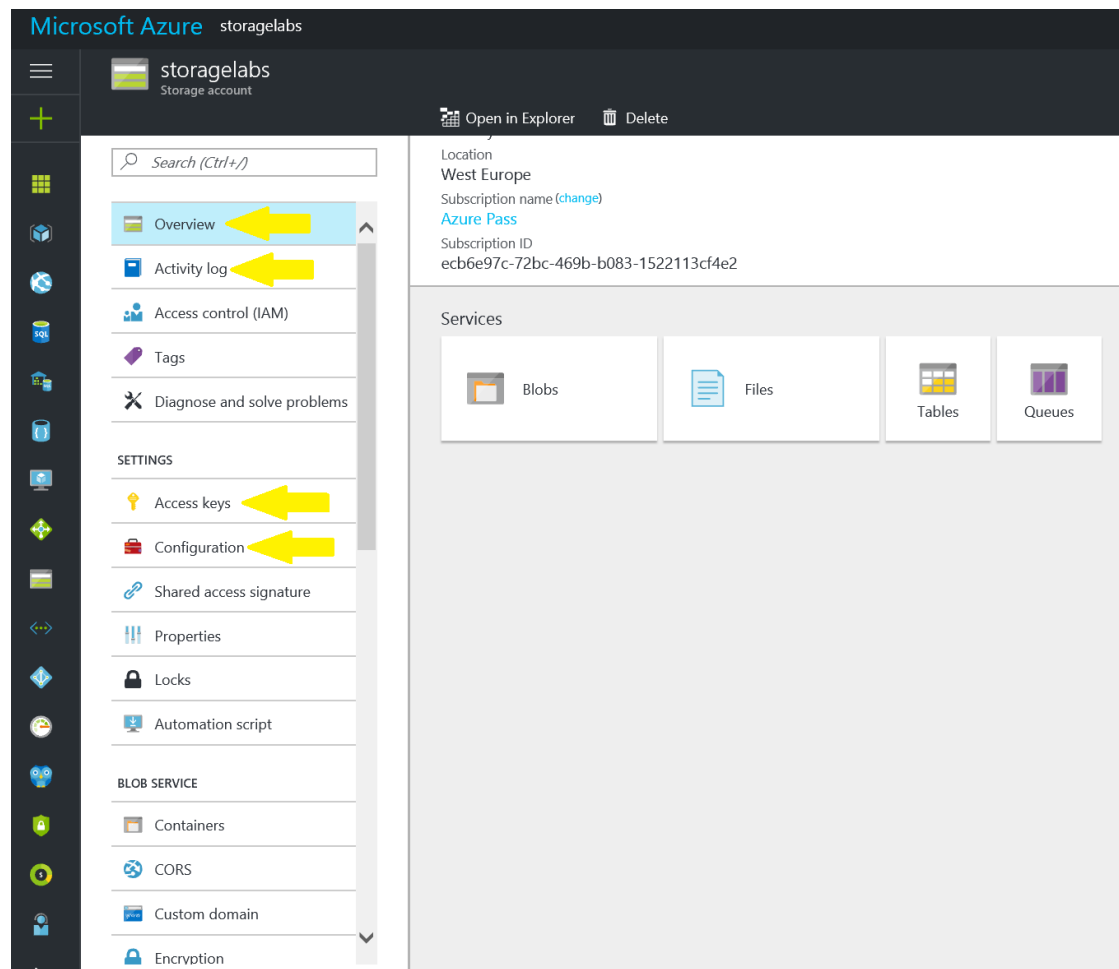 Microsoft Azure storagelabs
storagelabs
Storage account
Open in Explorer Delete
Search (Ctrl+/)
Overview
Activity log
Access control (IAM)
Tags
Diagnose and solve problems
SETTINGS
Access keys
Configuration
Shared access signature
Properties
Locks
Automation script
BLOB SERVICE
Containers
CORS
Custom domain
Encryption
Location
West Europe
Subscription name (change)
Azure Pass
Subscription ID
ecb6e97c-72bc-469b-b083-1522113cf4e2
Services
Blobs
Files
Tables
Queues
SQL